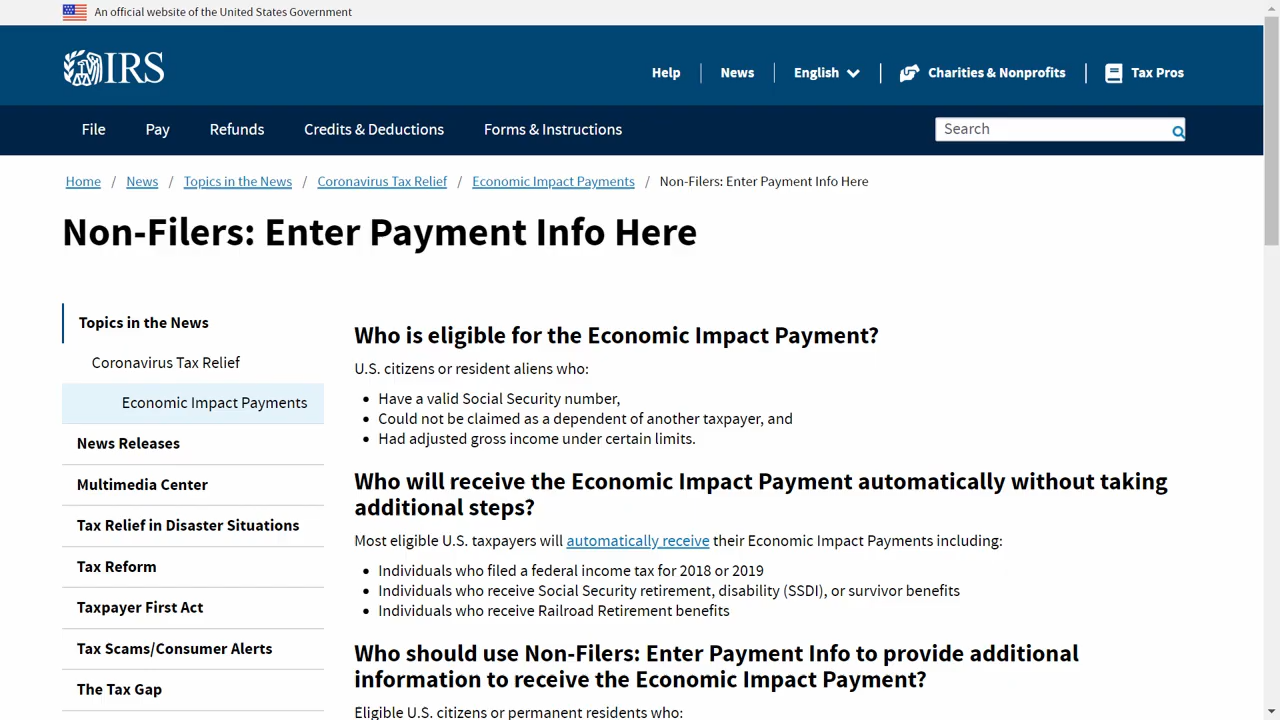 An official website of the United States Government
IRS
Help
News
English
Charities & Nonprofits
Tax Pros
File
Pay
Refunds
Credits & Deductions
Forms & Instructions
Search
Home / News / Topics in the News / Coronavirus Tax Relief / Economic Impact Payments / Non-Filers: Enter Payment Info Here
Non-Filers: Enter Payment Info Here
Topics in the News
Coronavirus Tax Relief
Economic Impact Payments
News Releases
Multimedia Center
Tax Relief in Disaster Situations
Tax Reform
Taxpayer First Act
Tax Scams/Consumer Alerts
The Tax Gap
Who is eligible for the Economic Impact Payment?
U.S. citizens or resident aliens who:
• Have a valid Social Security number,
• Could not be claimed as a dependent of another taxpayer, and
• Had adjusted gross income under certain limits.
Who will receive the Economic Impact Payment automatically without taking
additional steps?
Most eligible U.S. taxpayers will automatically receive their Economic Impact Payments including:
• Individuals who filed a federal income tax for 2018 or 2019
• Individuals who receive Social Security retirement, disability (SSDI), or survivor benefits
• Individuals who receive Railroad Retirement benefits
Who should use Non-Filers: Enter Payment Info to provide additional
information to receive the Economic Impact Payment?
Eligible U.S. citizens or permanent residents who: